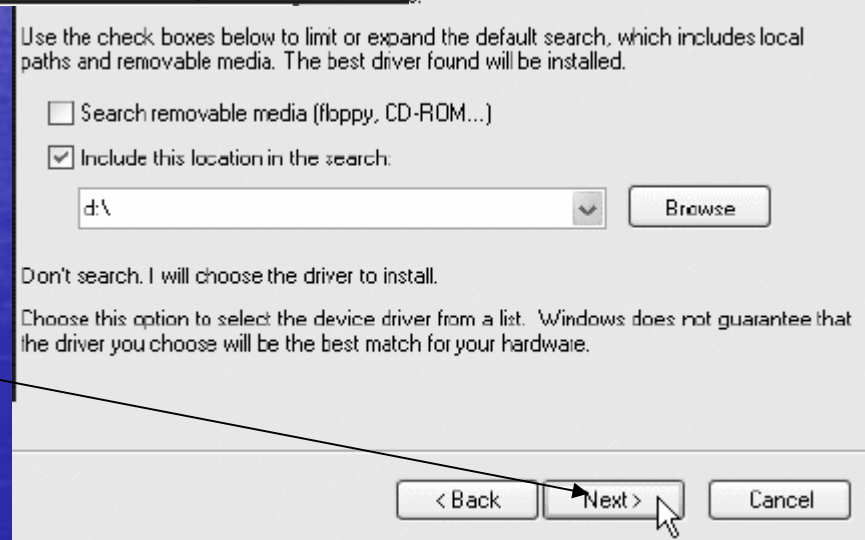 Use the check boxes below to limit or expand the default search, which includes local
paths and removable media. The best driver found will be installed.
Search removable media (floppy, CD-ROM...)
Include this location in the search:
d:\
Browse
Don't search. I will choose the driver to install.
Choose this option to select the device driver from a list. Windows does not guarantee that
the driver you choose will be the best match for your hardware.
< Back
Next >
Cancel